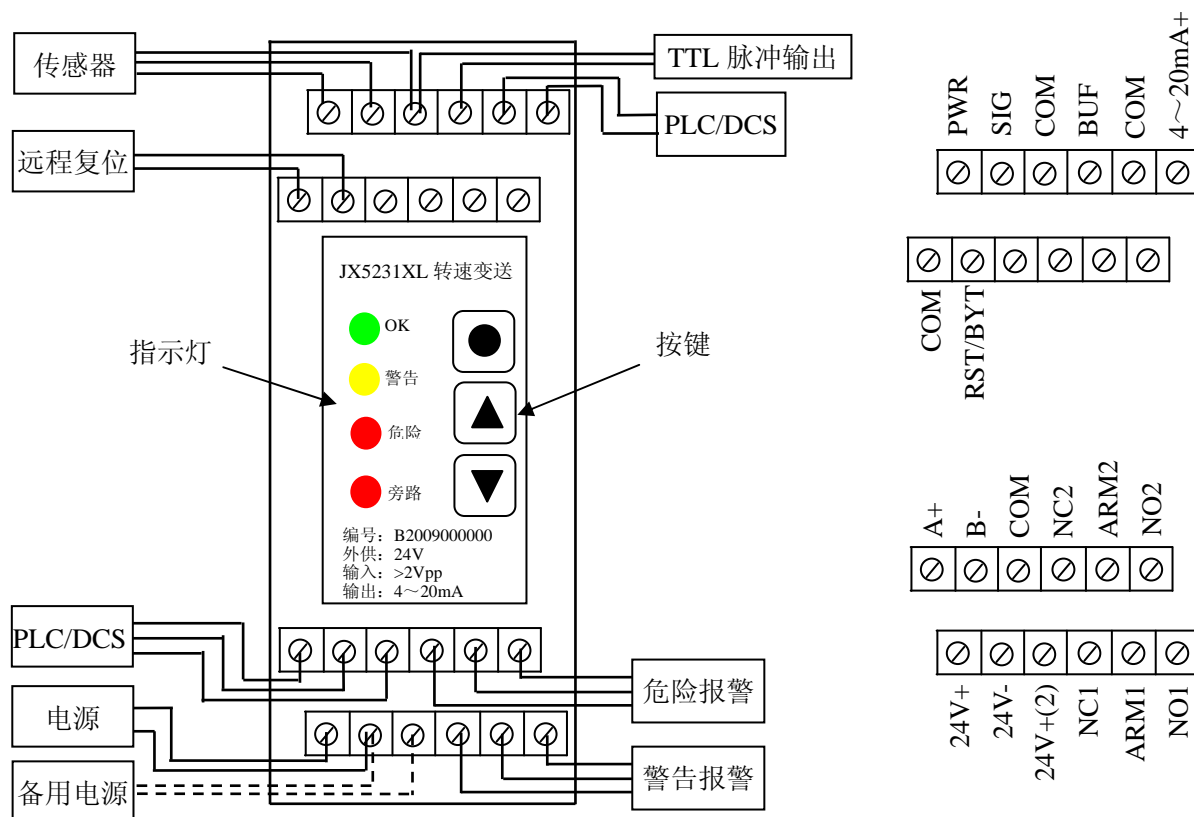 传感器
TTL 脉冲输出
PLC/DCS
远程复位
JX5231XL 转速变送
OK
警告
危险
旁路
指示灯
按键
编号：B2009000000
外供：24V
输入：>2Vpp
输出：4～20mA
PLC/DCS
电源
备用电源
危险报警
警告报警
PWR
SIG
COM
BUF
COM
4～20mA+
COM
RST/BYT
A+
B-
COM
NC2
ARM2
NO2
24V+
24V-
24V+(2)
NC1
ARM1
NO1